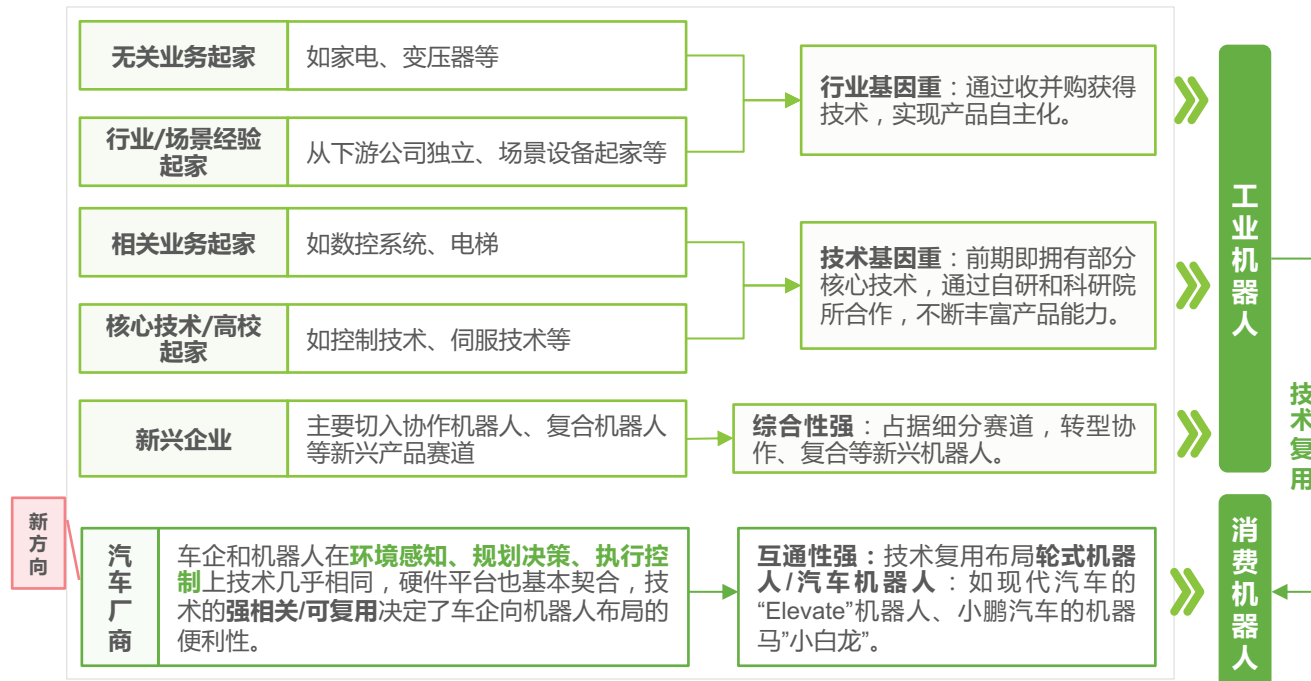 无关业务起家
如家电、变压器等
行业/场景经验
起家
从下游公司独立、场景设备起家等
行业基因重：通过收并购获得
技术，实现产品自主化。
相关业务起家
如数控系统、电梯
核心技术/高校
起家
如控制技术、伺服技术等
技术基因重：前期即拥有部分
核心技术，通过自研和科研院
所合作，不断丰富产品能力。
新兴企业
主要切入协作机器人、复合机器人
等新兴产品赛道
综合性强：占据细分赛道，转型协
作、复合等新兴机器人。
工业机器人
技术复用
新方向
汽车厂商
车企和机器人在环境感知、规划决策、执行控
制上技术几乎相同，硬件平台也基本契合，技
术的强相关/可复用决定了车企向机器人布局的
便利性。
互通性强：技术复用布局轮式机器
人/汽车机器人：如现代汽车的
“Elevate”机器人、小鹏汽车的机器
马”小白龙”。
消费机器人